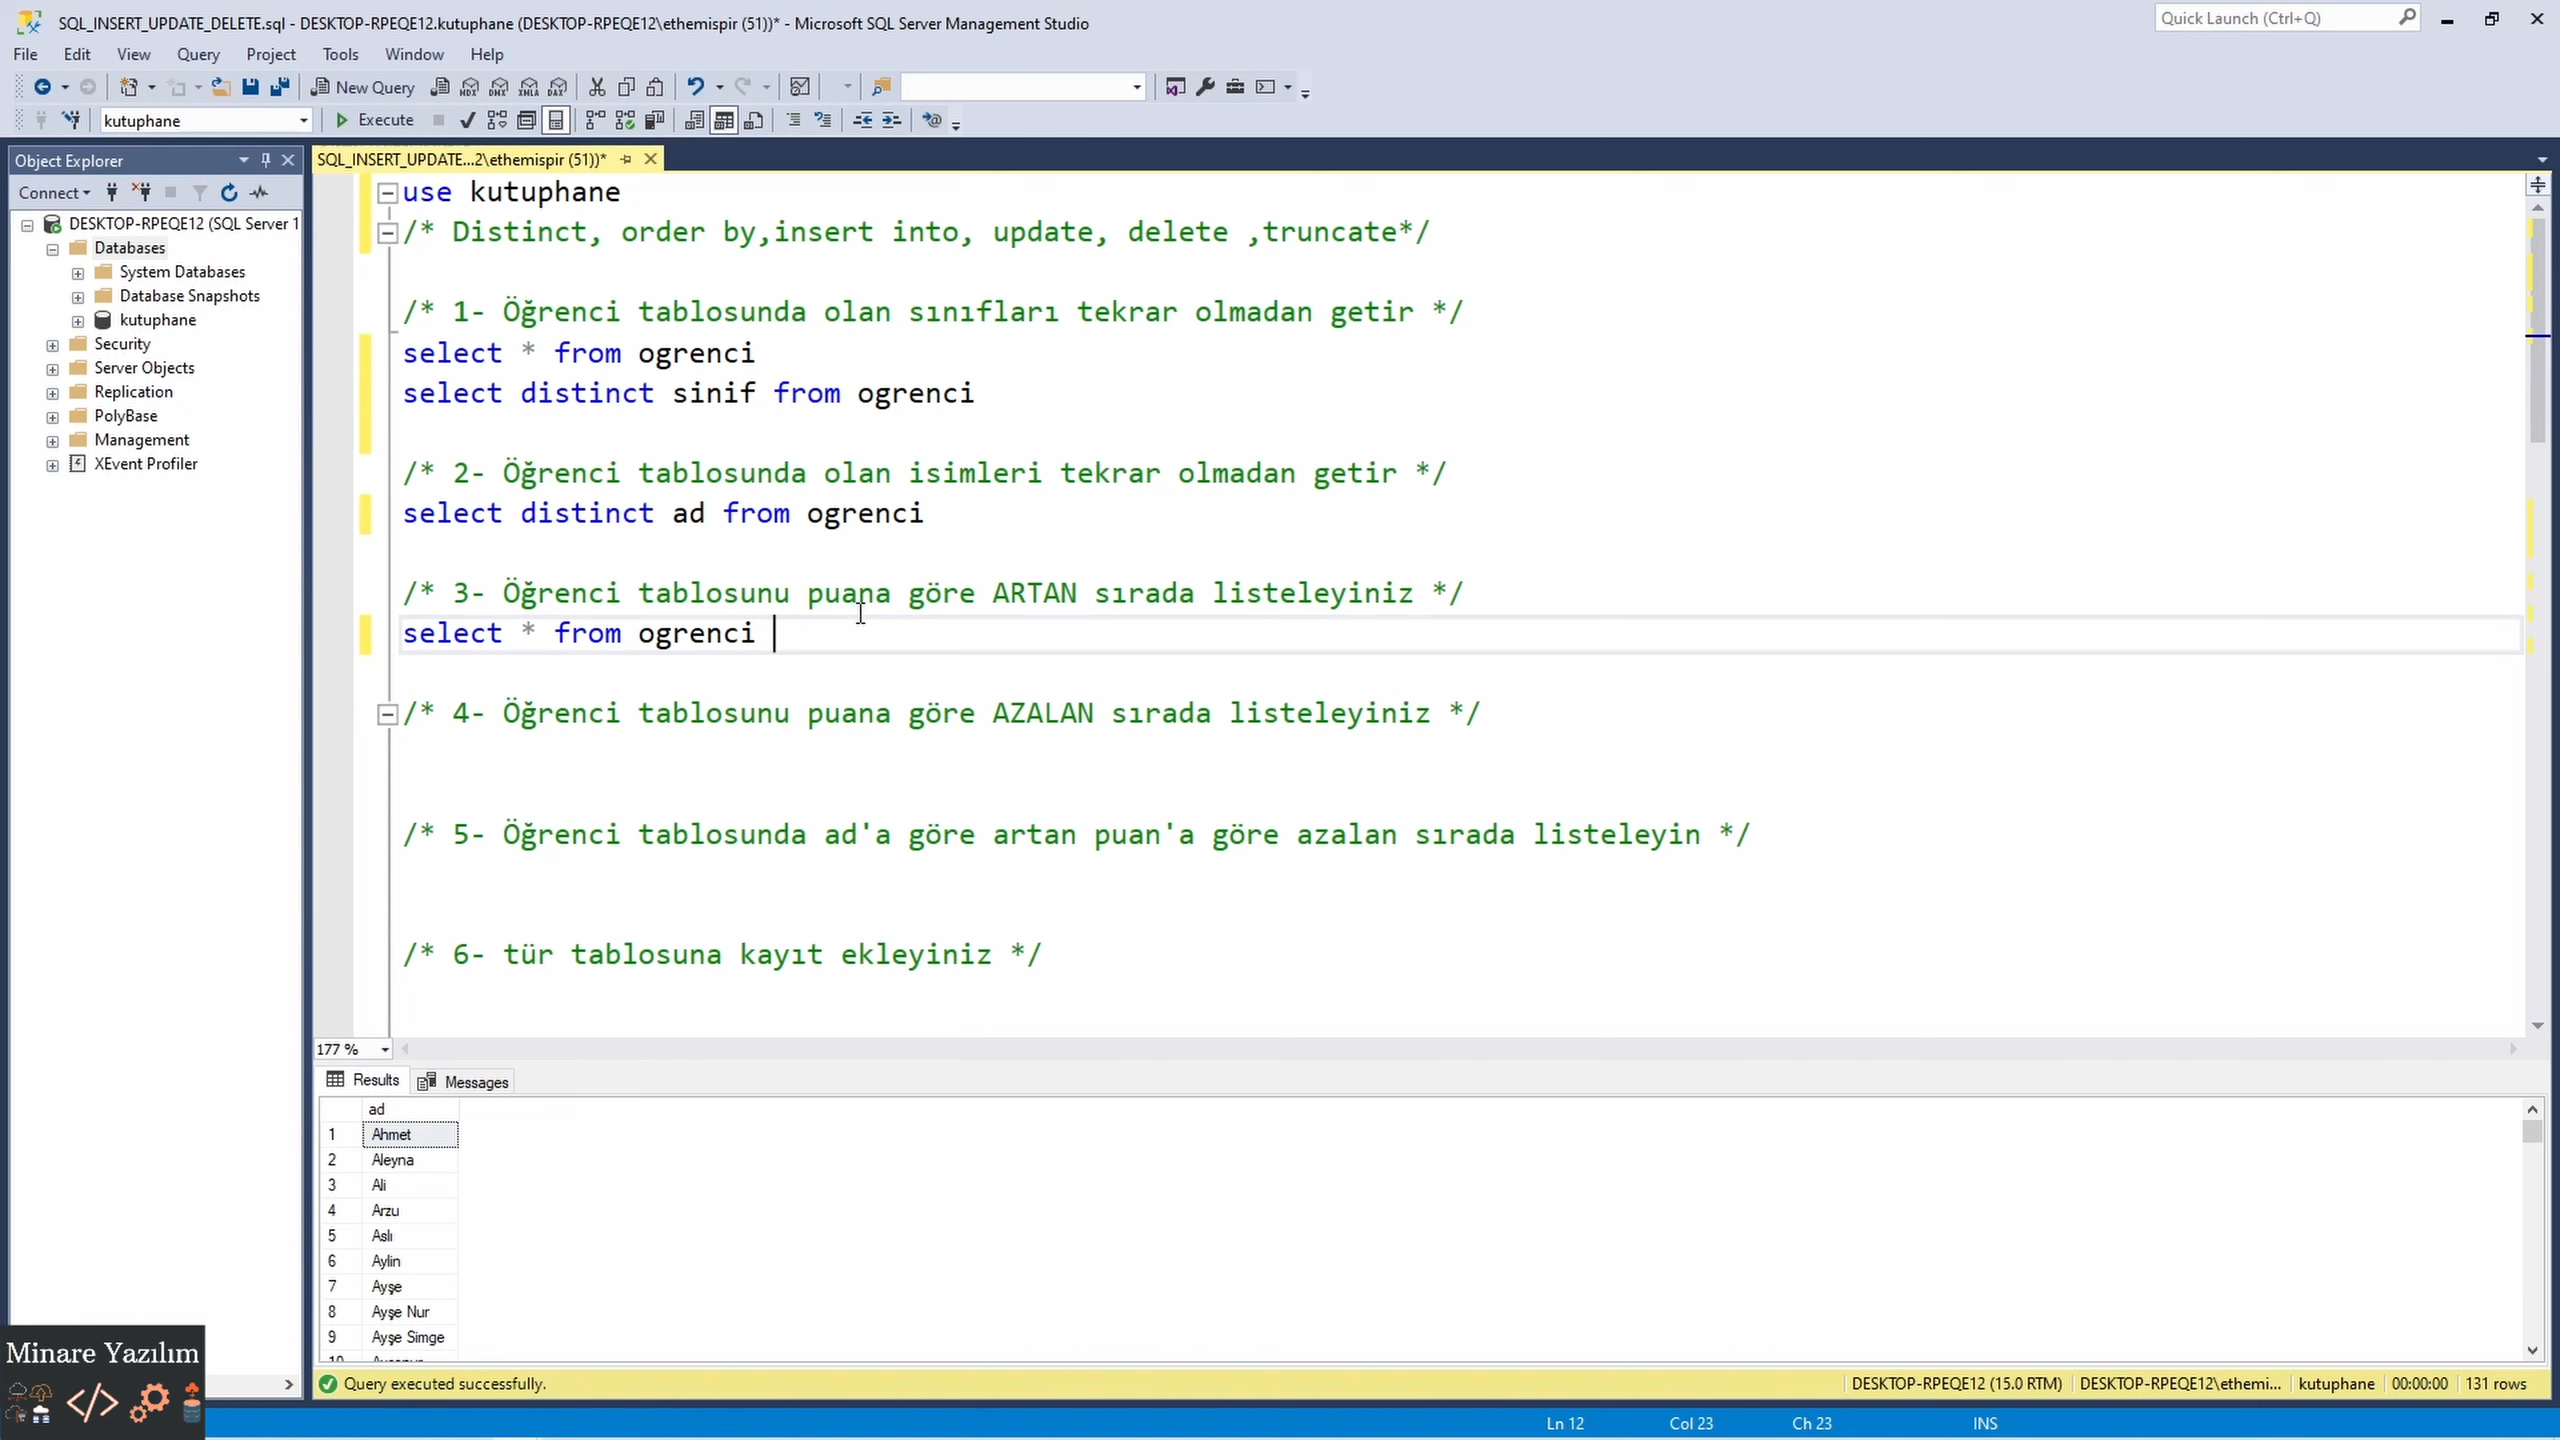 SQL_INSERT_UPDATE_DELETE.sql - DESKTOP-RPEQE12.kutuphane (DESKTOP-RPEQE12\ethemispir (51))* - Microsoft SQL Server Management Studio
Quick Launch (Ctrl+Q)
File Edit View Query Project Tools Window Help
New Query
kutuphane
Execute
Object Explorer
SQL_INSERT_UPDATE...2\ethemispir (51))*
Connect
DESKTOP-RPEQE12 (SQL Server 1
Databases
System Databases
Database Snapshots
kutuphane
Security
Server Objects
Replication
PolyBase
Management
XEvent Profiler
use kutuphane
/* Distinct, order by,insert into, update, delete ,truncate*/
/* 1- Öğrenci tablosunda olan sınıfları tekrar olmadan getir */
select * from ogrenci
select distinct sinif from ogrenci
/* 2- Öğrenci tablosunda olan isimleri tekrar olmadan getir */
select distinct ad from ogrenci
/* 3- Öğrenci tablosunu puana göre ARTAN sırada listeleyiniz */
select * from ogrenci
/* 4- Öğrenci tablosunu puana göre AZALAN sırada listeleyiniz */
/* 5- Öğrenci tablosunda ad'a göre artan puan'a göre azalan sırada listeleyin */
/* 6- tür tablosuna kayıt ekleyiniz */
177 %
Results Messages
ad
1 Ahmet
2 Aleyna
3 Ali
4 Arzu
5 Aslı
6 Aylin
7 Ayşe
8 Ayşe Nur
9 Ayşe Simge
Minare Yazılım
Query executed successfully.
DESKTOP-RPEQE12 (15.0 RTM) DESKTOP-RPEQE12\ethemi... kutuphane 00:00:00 131 rows
Ln 12 Col 23 Ch 23 INS